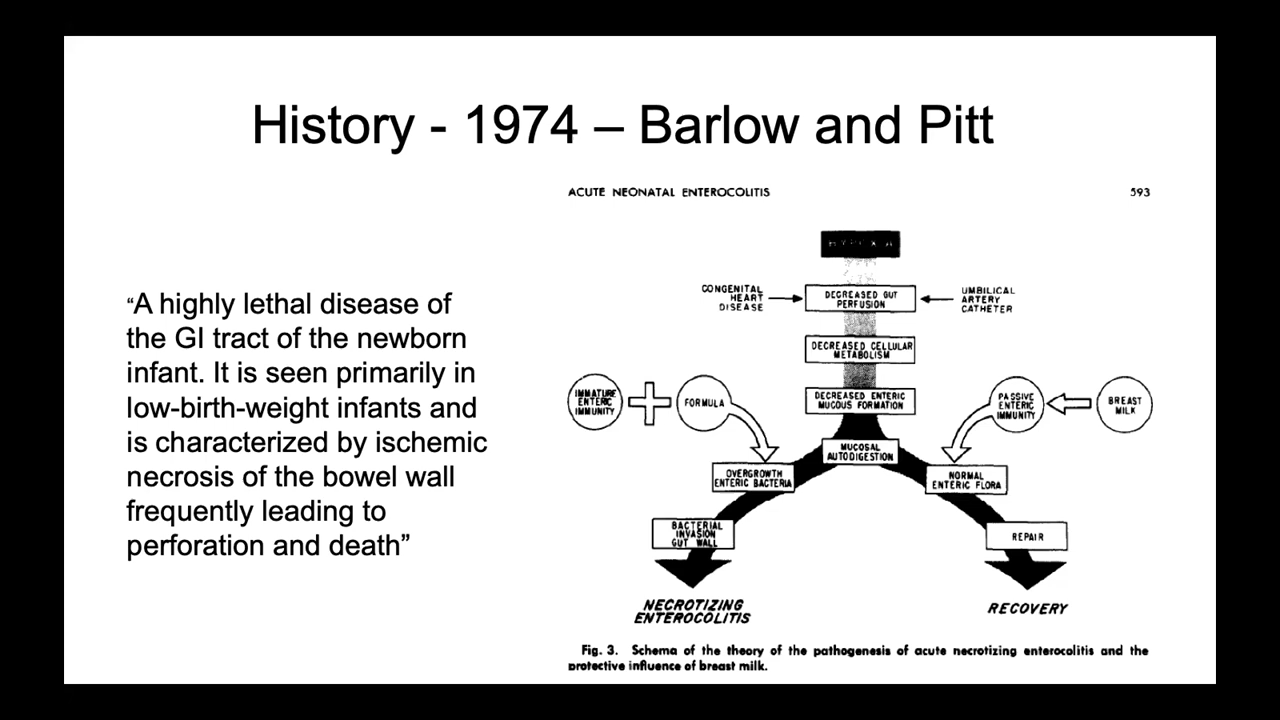 History - 1974 – Barlow and Pitt
“A highly lethal disease of
the GI tract of the newborn
infant. It is seen primarily in
low-birth-weight infants and
is characterized by ischemic
necrosis of the bowel wall
frequently leading to
perforation and death”
ACUTE NEONATAL ENTEROCOLITIS 593
HYPOXIA
CONGENITAL
HEART
DISEASE
DECREASED GUT
PERFUSION
UMBILICAL
ARTERY
CATHETER
DECREASED CELLULAR
METABOLISM
IMMATURE
ENTERIC
IMMUNITY
FORMULA
DECREASED ENTERIC
MUCOUS FORMATION
PASSIVE
ENTERIC
IMMUNITY
BREAST
MILK
MUCOSAL
AUTODIGESTION
OVERGROWTH
ENTERIC BACTERIA
NORMAL
ENTERIC FLORA
BACTERIAL
INVASION
GUT WALL
REPAIR
NECROTIZING
ENTEROCOLITIS
RECOVERY
Fig. 3. Schema of the theory of the pathogenesis of acute necrotizing enterocolitis and the
protective influence of breast milk.